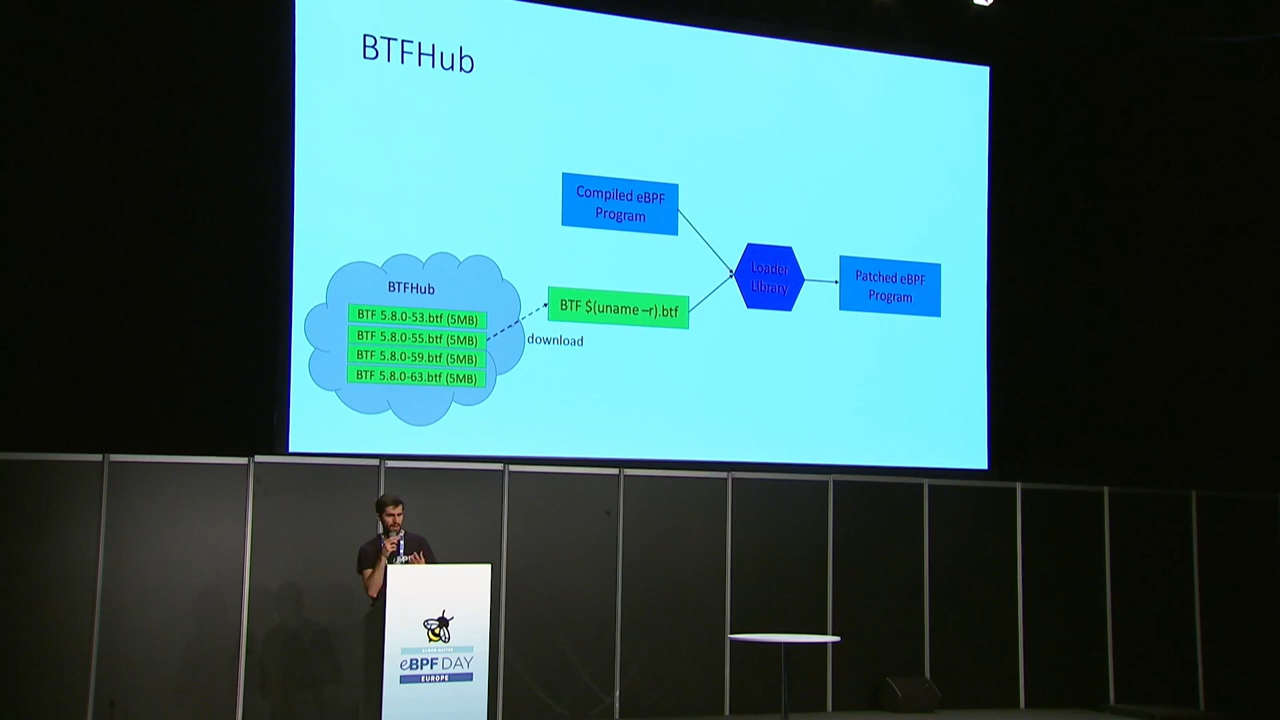 BTFHub
Compiled eBPF
Program
Loader
Library
Patched eBPF
Program
BTFHub
BTF 5.8.0-53.btf (5MB)
BTF 5.8.0-55.btf (5MB)
BTF 5.8.0-59.btf (5MB)
BTF 5.8.0-63.btf (5MB)
BTF $(uname –r).btf
download
CLOUD NATIVE
eBPF DAY
EUROPE